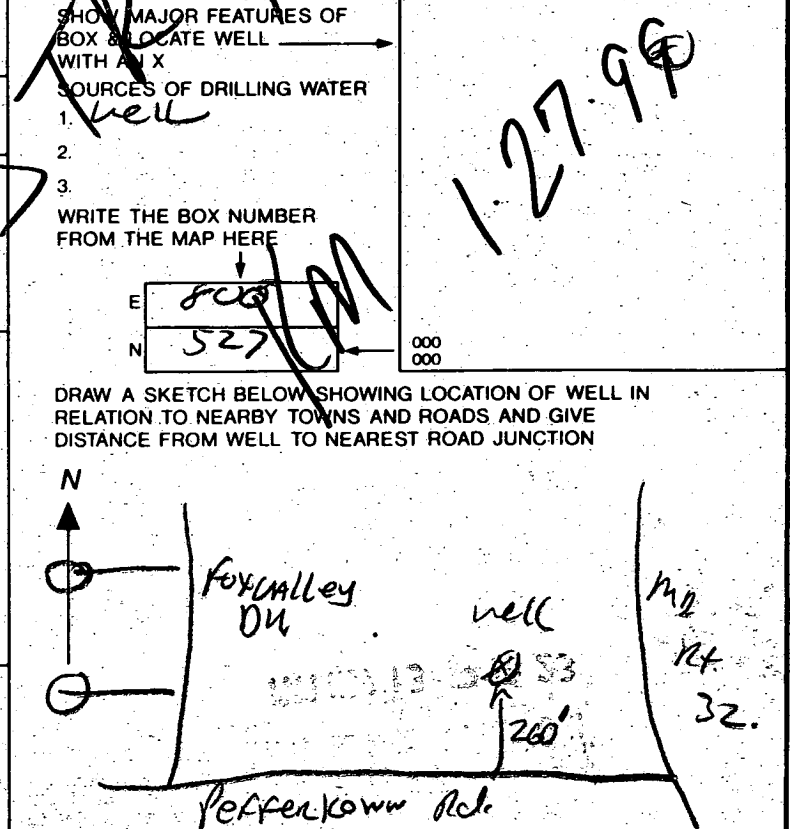 SHOW MAJOR FEATURES OF
BOX & LOCATE WELL
WITH AN X
SOURCES OF DRILLING WATER
1. well
2.
3.
WRITE THE BOX NUMBER
FROM THE MAP HERE
E 800
N 527
000
000
1.27.99
DRAW A SKETCH BELOW SHOWING LOCATION OF WELL IN
RELATION TO NEARBY TOWNS AND ROADS AND GIVE
DISTANCE FROM WELL TO NEAREST ROAD JUNCTION
N
Foxvalley
DR
well
260'
MD
Rt.
32.
Pefferkown Rd.